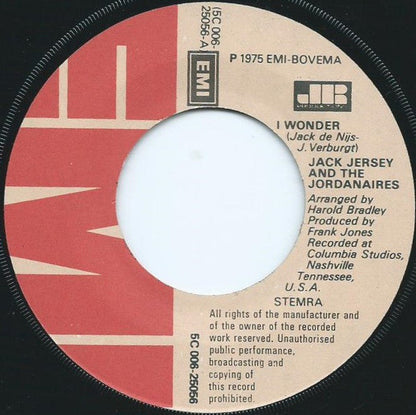 (5C 006-
25056-A)
EMI
EMI
P 1975 EMI-BOVEMA
JR
I WONDER
(Jack de Nijs-
J. Verburgt)
JACK JERSEY
AND THE
JORDANAIRES
Arranged by
Harold Bradley
Produced by
Frank Jones
Recorded at
Columbia Studios,
Nashville
Tennessee,
U.S.A.
STEMRA
All rights of the manufacturer and
of the owner of the recorded
work reserved. Unauthorised
public performance,
broadcasting and
copying of
this record
prohibited.
5C 006-25056